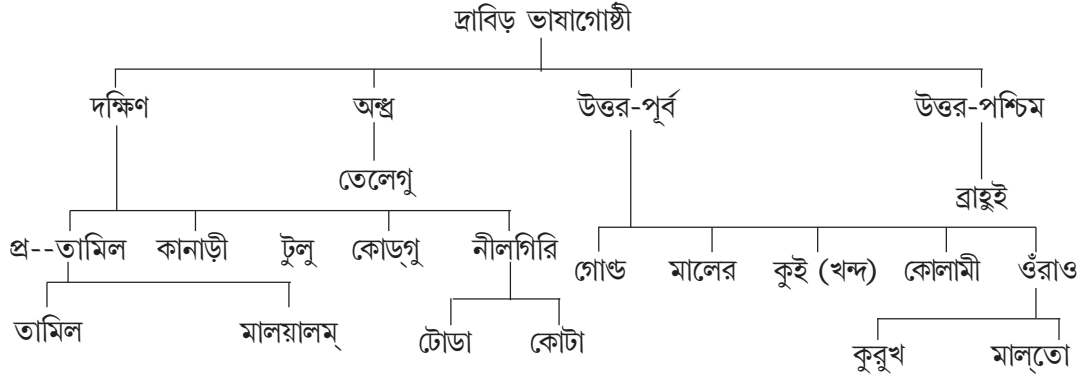 দ্রাবিড় ভাষাগোষ্ঠী
দক্ষিণ অন্ধ্র উত্তর-পূর্ব উত্তর-পশ্চিম
তেলেগু ব্রাহুই
প্র--তামিল কানাড়ী টুলু কোড্‌গু নীলগিরি গোণ্ড মালের কুই (খন্দ) কোলামী ওঁরাও
তামিল মালয়ালম্ টোডা কোটা কুরুখ মাল্‌তো